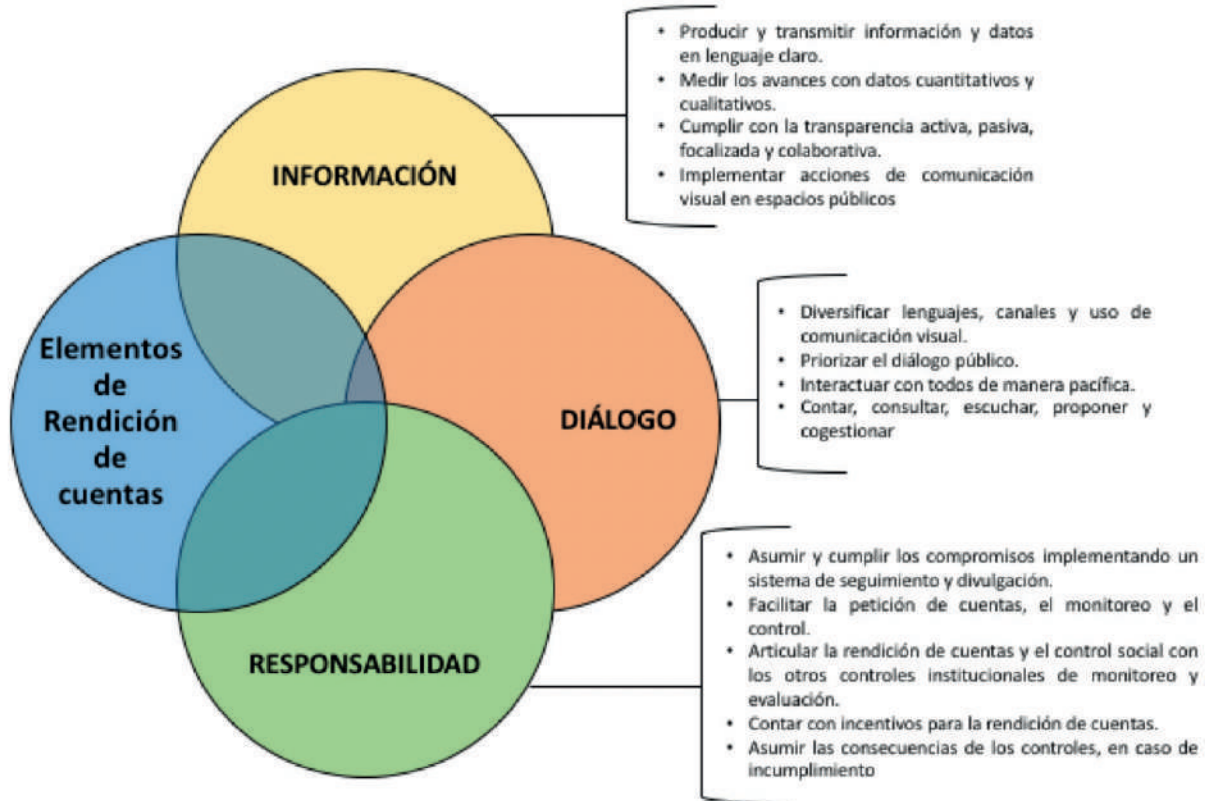 INFORMACIÓN
• Producir y transmitir información y datos
en lenguaje claro.
• Medir los avances con datos cuantitativos y
cualitativos.
• Cumplir con la transparencia activa, pasiva,
focalizada y colaborativa.
• Implementar acciones de comunicación
visual en espacios públicos
Elementos
de
Rendición
de
cuentas
DIÁLOGO
• Diversificar lenguajes, canales y uso de
comunicación visual.
• Priorizar el diálogo público.
• Interactuar con todos de manera pacífica.
• Contar, consultar, escuchar, proponer y
cogestionar
RESPONSABILIDAD
• Asumir y cumplir los compromisos implementando un
sistema de seguimiento y divulgación.
• Facilitar la petición de cuentas, el monitoreo y el
control.
• Articular la rendición de cuentas y el control social con
los otros controles institucionales de monitoreo y
evaluación.
• Contar con incentivos para la rendición de cuentas.
• Asumir las consecuencias de los controles, en caso de
incumplimiento